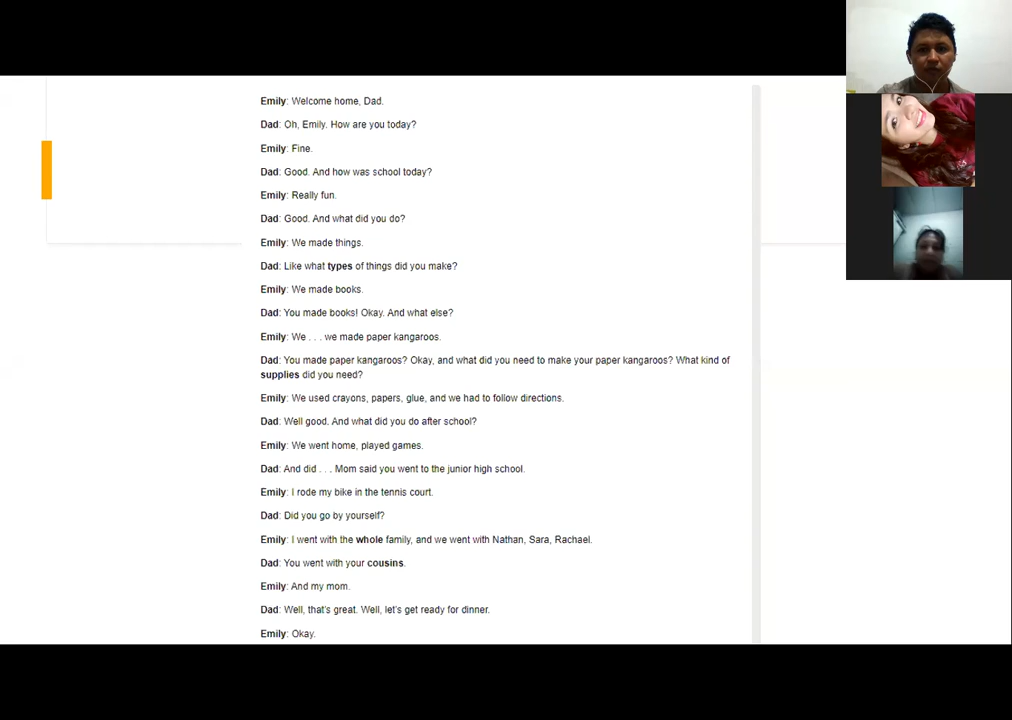 Emily: Welcome home, Dad.
Dad: Oh, Emily. How are you today?
Emily: Fine.
Dad: Good. And how was school today?
Emily: Really fun.
Dad: Good. And what did you do?
Emily: We made things.
Dad: Like what types of things did you make?
Emily: We made books.
Dad: You made books! Okay. And what else?
Emily: We . . . we made paper kangaroos.
Dad: You made paper kangaroos? Okay, and what did you need to make your paper kangaroos? What kind of
supplies did you need?
Emily: We used crayons, papers, glue, and we had to follow directions.
Dad: Well good. And what did you do after school?
Emily: We went home, played games.
Dad: And did . . . Mom said you went to the junior high school.
Emily: I rode my bike in the tennis court.
Dad: Did you go by yourself?
Emily: I went with the whole family, and we went with Nathan, Sara, Rachael.
Dad: You went with your cousins.
Emily: And my mom.
Dad: Well, that's great. Well, let's get ready for dinner.
Emily: Okay.